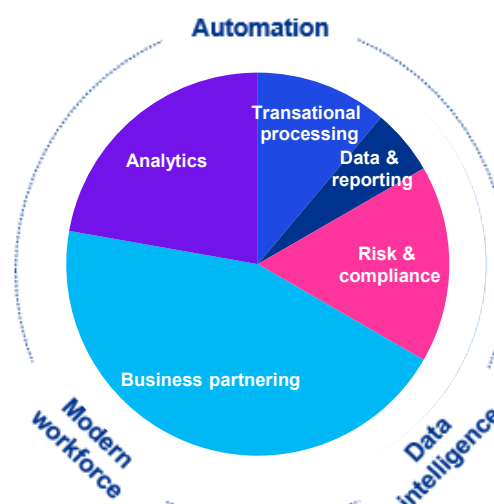 Automation
Transational
processing
Data &
reporting
Analytics
Risk &
compliance
Business partnering
Modern
workforce
Data
intelligence